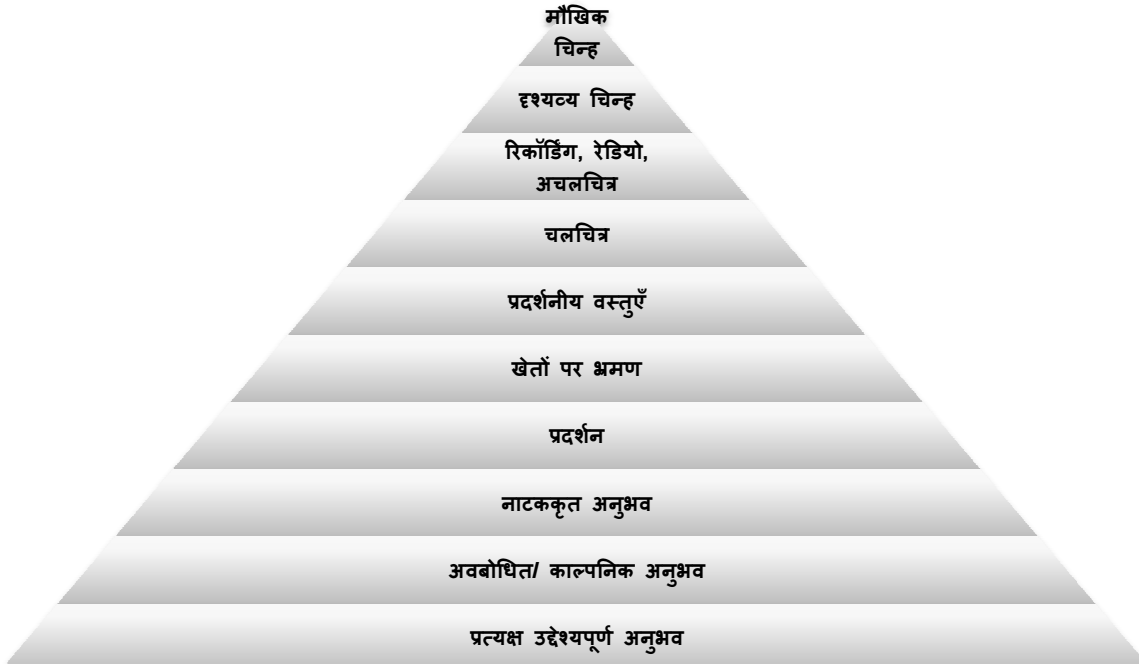 मौखिक
चिन्ह
दृश्यव्य चिन्ह
रिकॉर्डिंग, रेडियो,
अचलचित्र
चलचित्र
प्रदर्शनीय वस्तुएँ
खेतों पर भ्रमण
प्रदर्शन
नाटककृत अनुभव
अवबोधित/ काल्पनिक अनुभव
प्रत्यक्ष उद्देश्यपूर्ण अनुभव